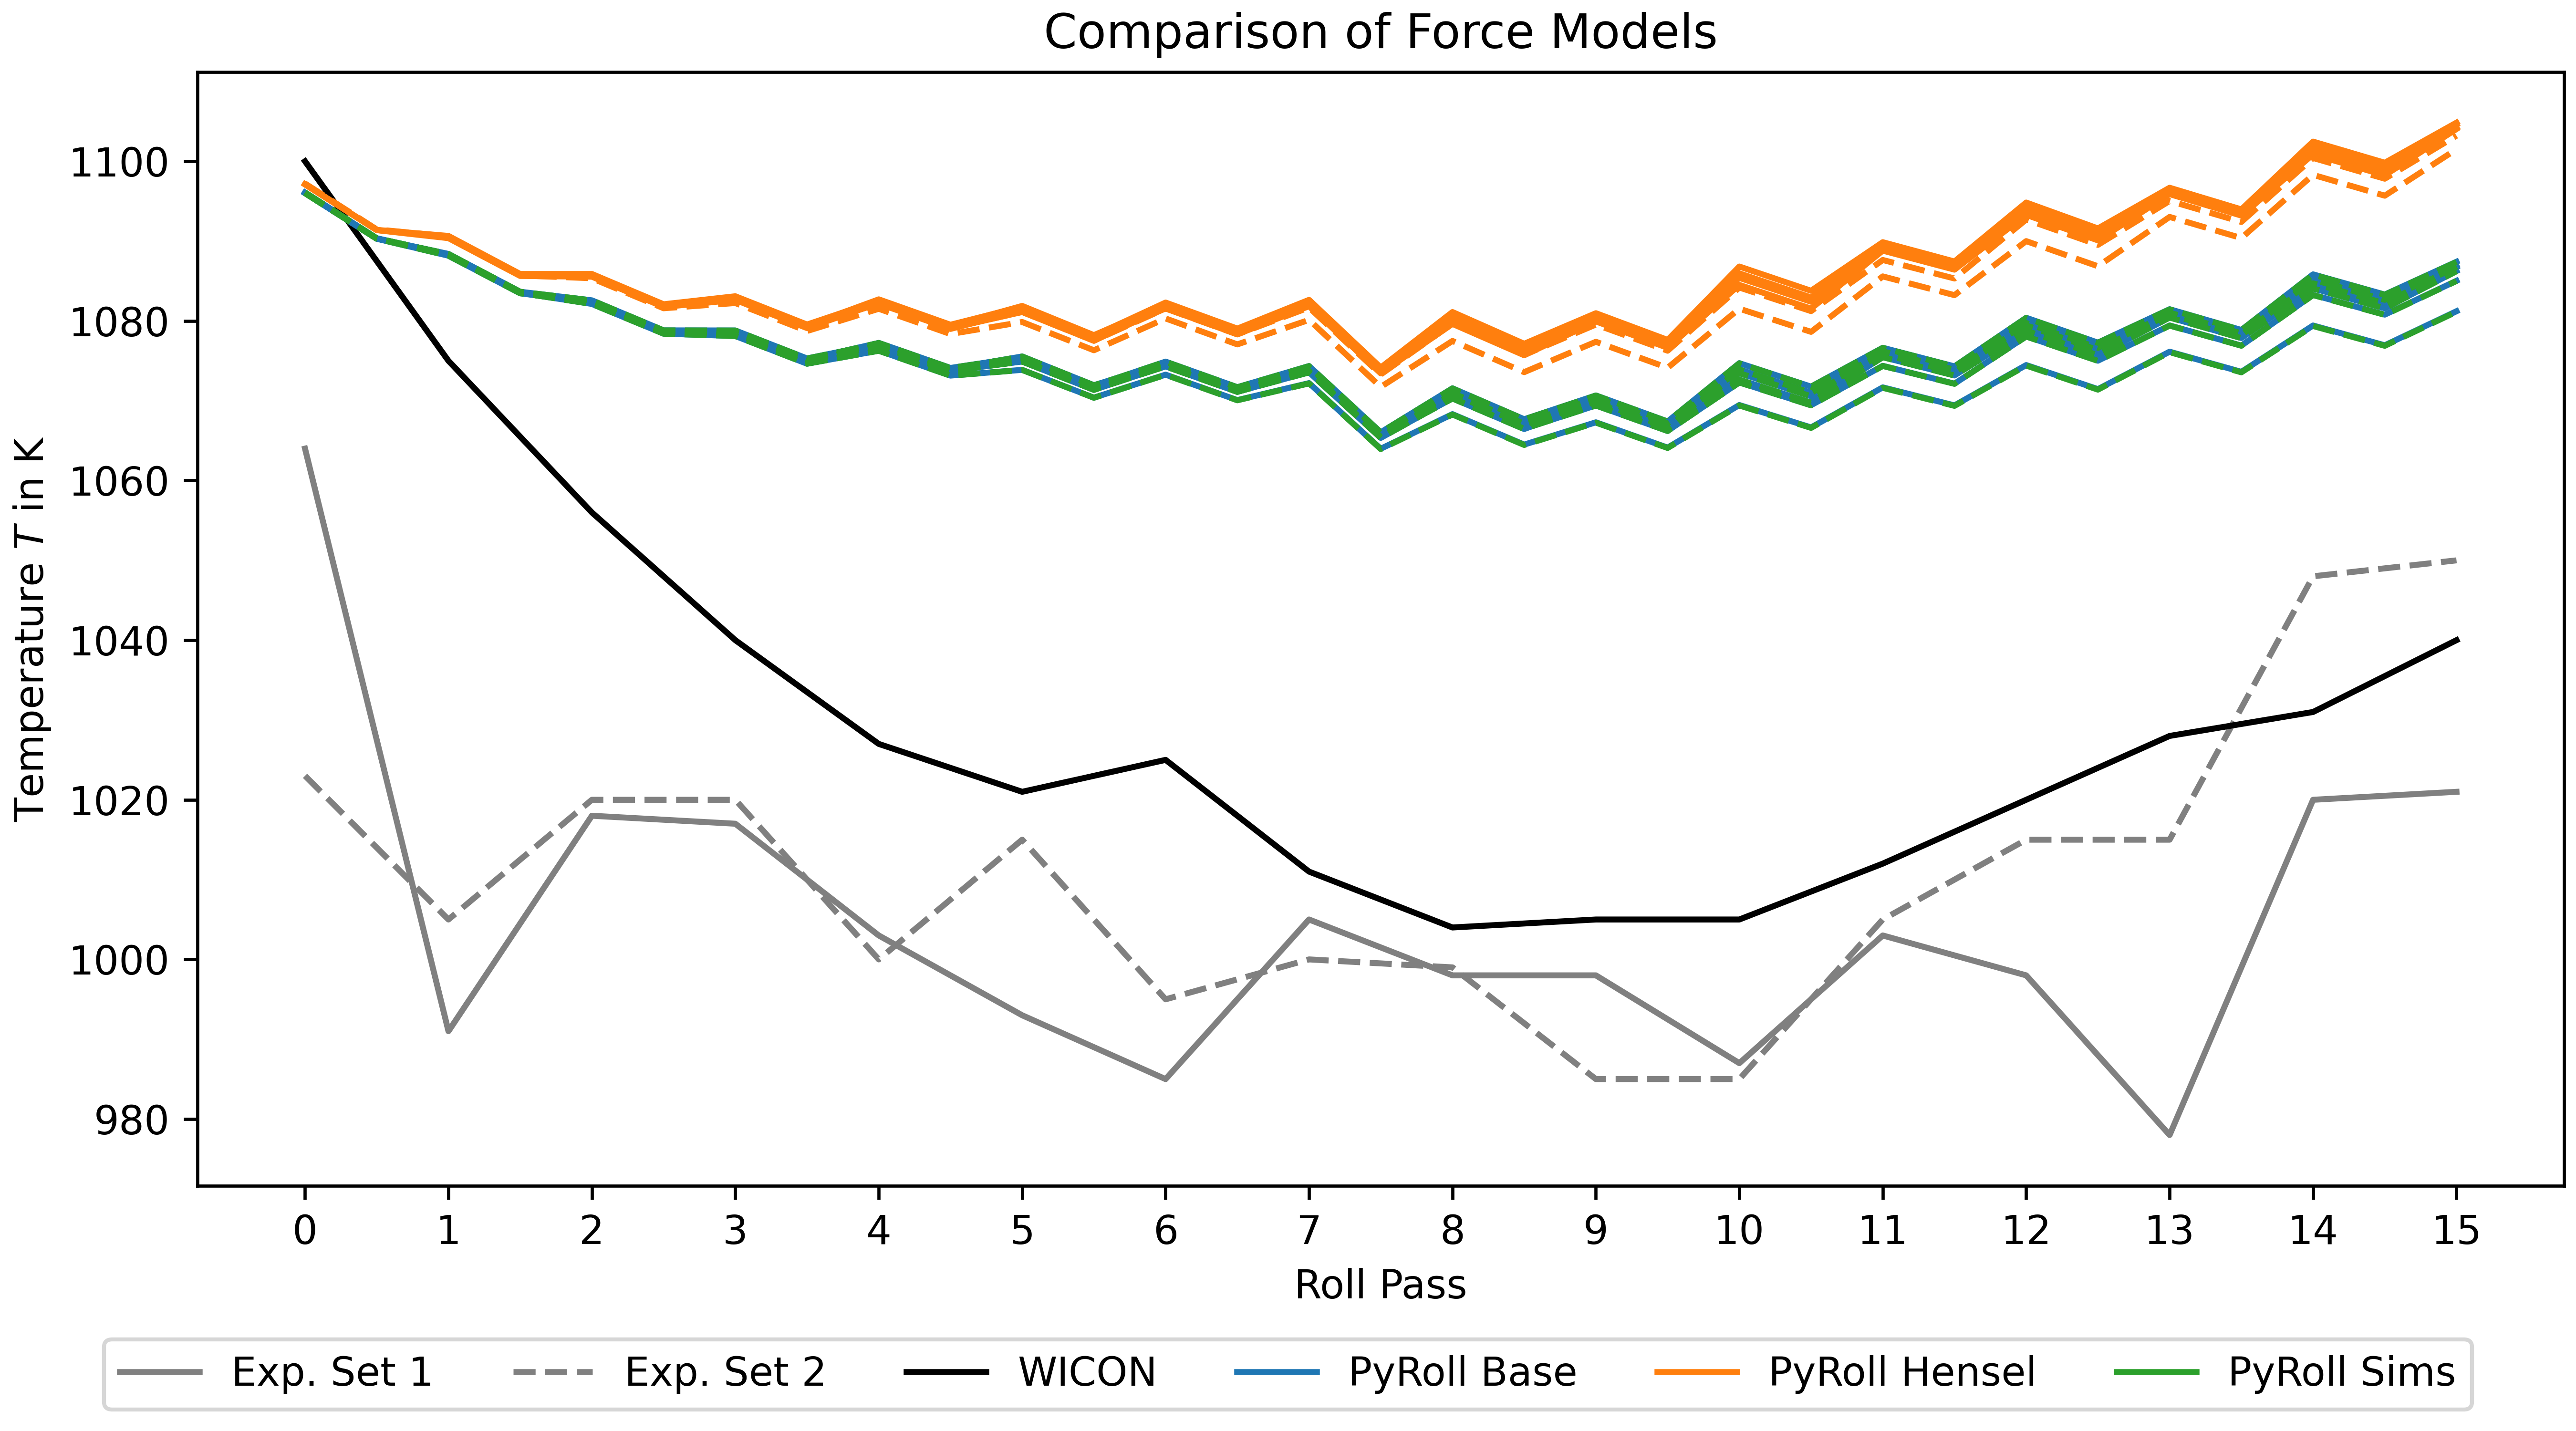 Comparison of Force Models
Temperature T in K
1100
1080
1060
1040
1020
1000
980
0 1 2 3 4 5 6 7 8 9 10 11 12 13 14 15
Roll Pass
Exp. Set 1 Exp. Set 2 WICON PyRoll Base PyRoll Hensel PyRoll Sims